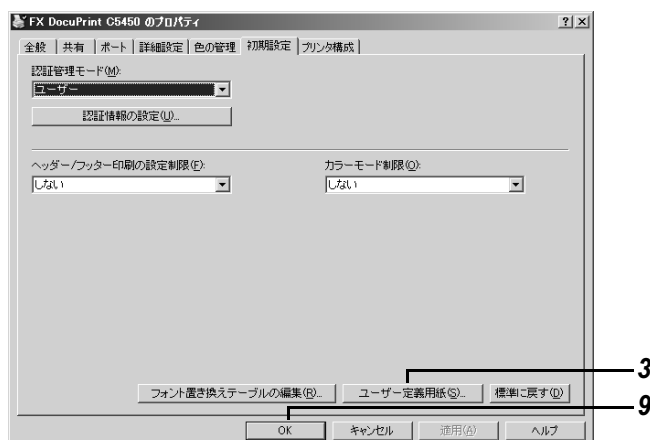 FX DocuPrint C5450 のプロパティ
全般 共有 ポート 詳細設定 色の管理 初期設定 プリンタ構成
認証管理モード(M):
ユーザー
認証情報の設定(U)...
ヘッダー/フッター印刷の設定制限(F): カラーモード制限(O):
しない しない
3
フォント置き換えテーブルの編集(R)... ユーザー定義用紙(S)... 標準に戻す(D)
9
OK キャンセル 適用(A) ヘルプ